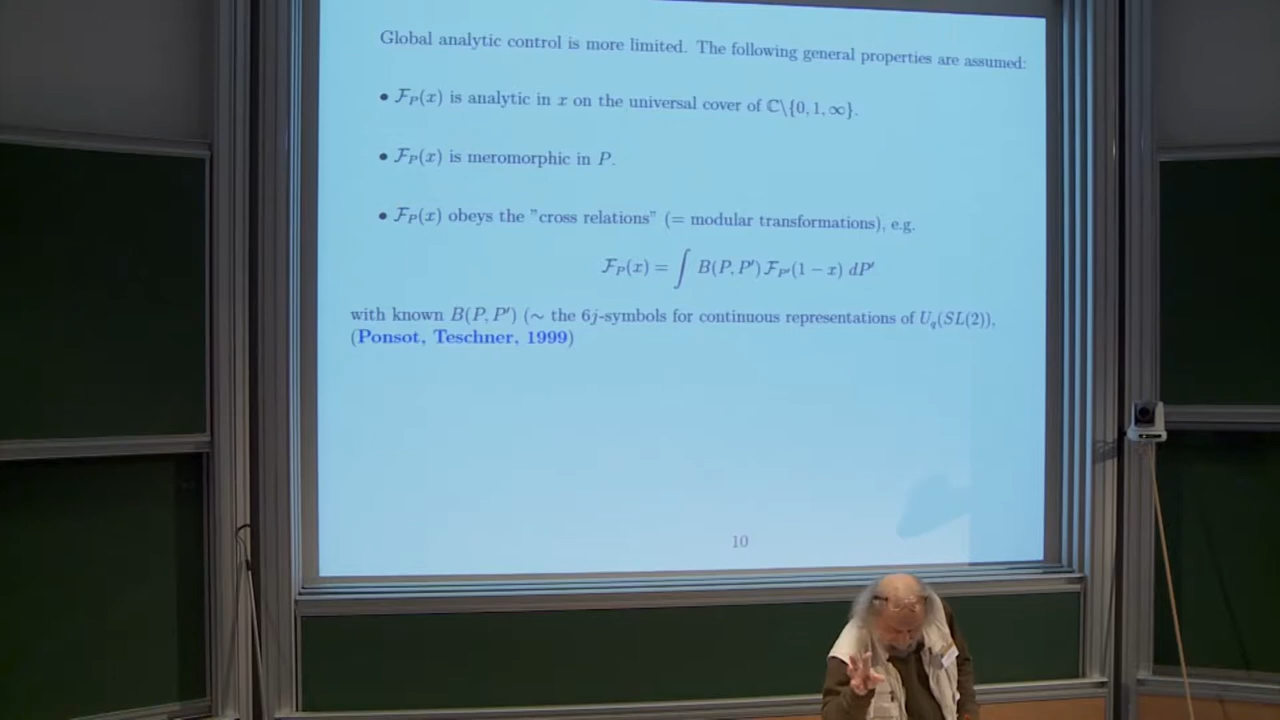 Global analytic control is more limited. The following general properties are assumed:
• ℱ_P(x) is analytic in x on the universal cover of ℂ\{0, 1, ∞}.
• ℱ_P(x) is meromorphic in P.
• ℱ_P(x) obeys the "cross relations" (= modular transformations), e.g.
ℱ_P(x) = ∫ B(P, P′) ℱ_P′(1 − x) dP′
with known B(P, P′) (∼ the 6j-symbols for continuous representations of U_q(SL(2)),
(Ponsot, Teschner, 1999)
10